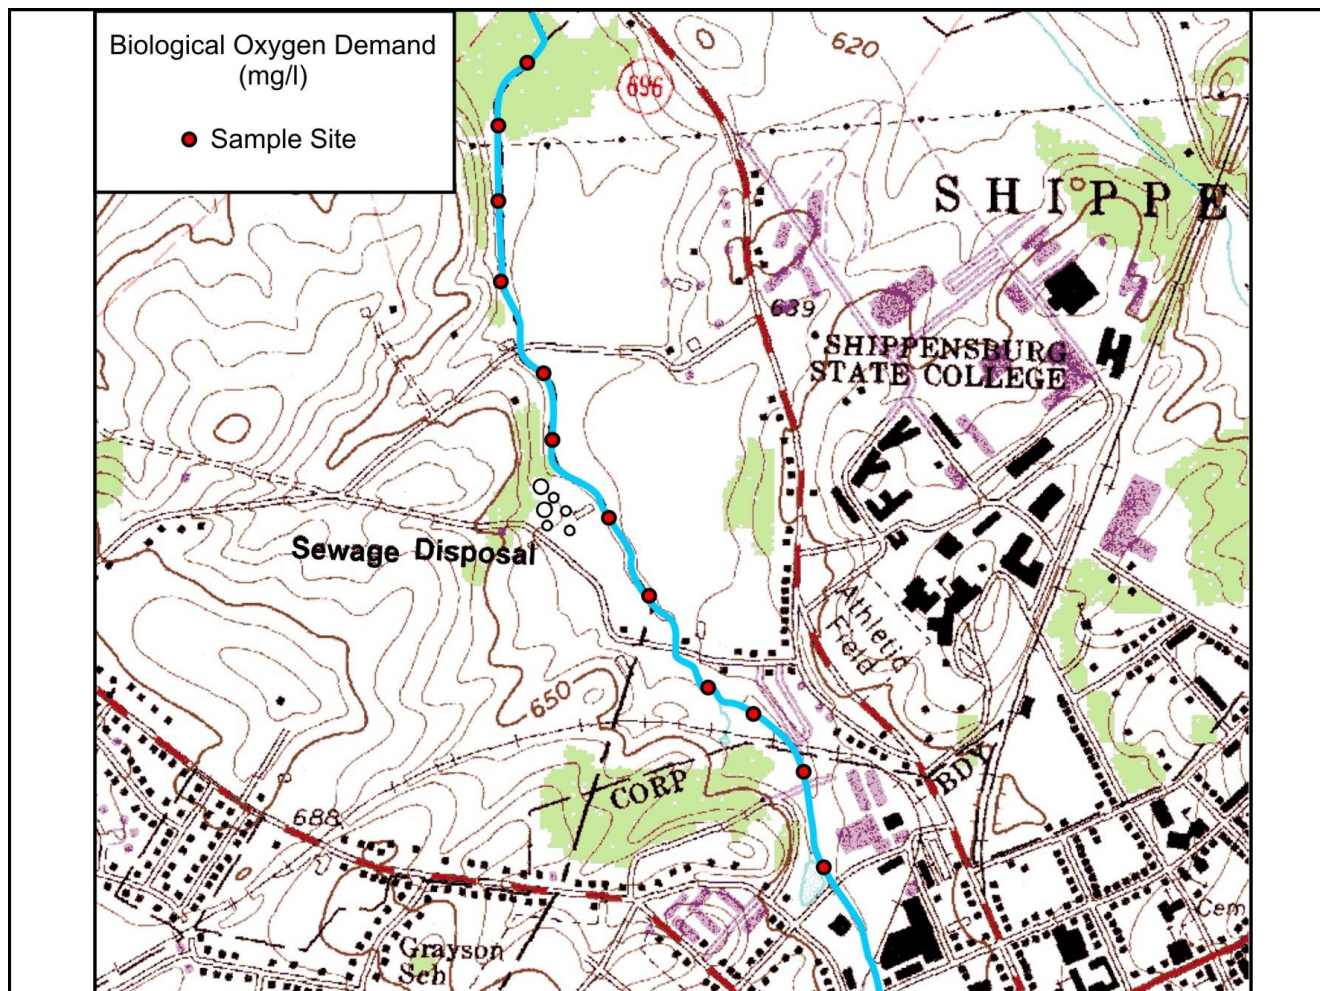 Biological Oxygen Demand
(mg/l)
Sample Site
620
696
SHIPPE
639
SHIPPENSBURG
STATE COLLEGE
Sewage Disposal
Athletic
Field
650
CORP
BDY
688
Grayson
Sch
Cem